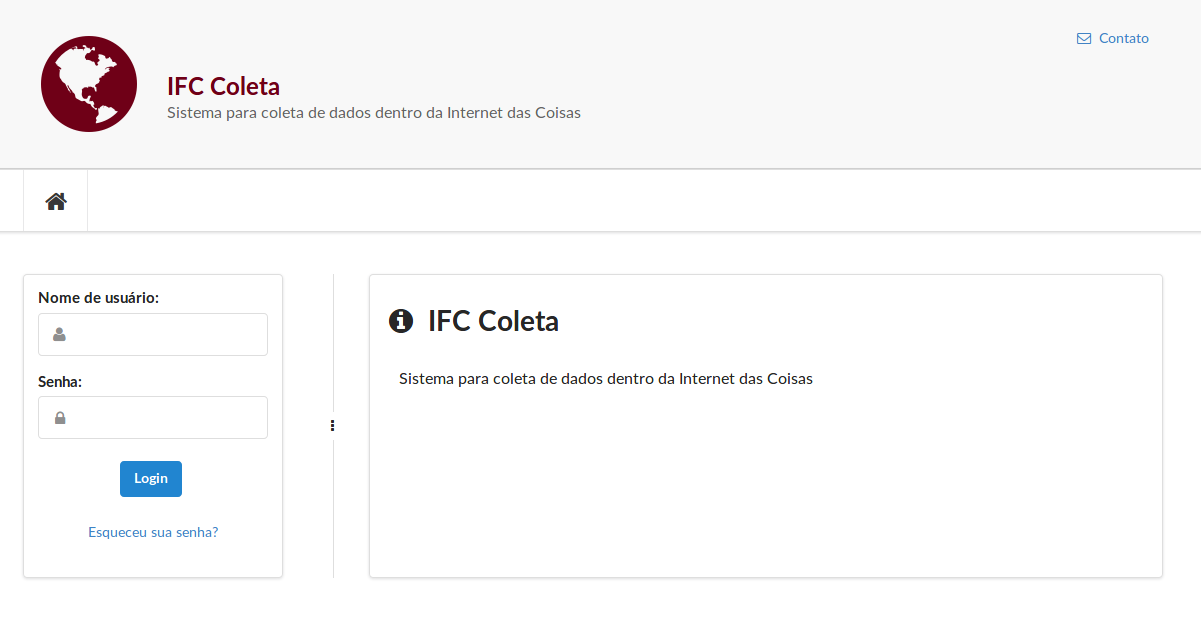 Contato
IFC Coleta
Sistema para coleta de dados dentro da Internet das Coisas
Nome de usuário:
Senha:
Login
Esqueceu sua senha?
IFC Coleta
Sistema para coleta de dados dentro da Internet das Coisas